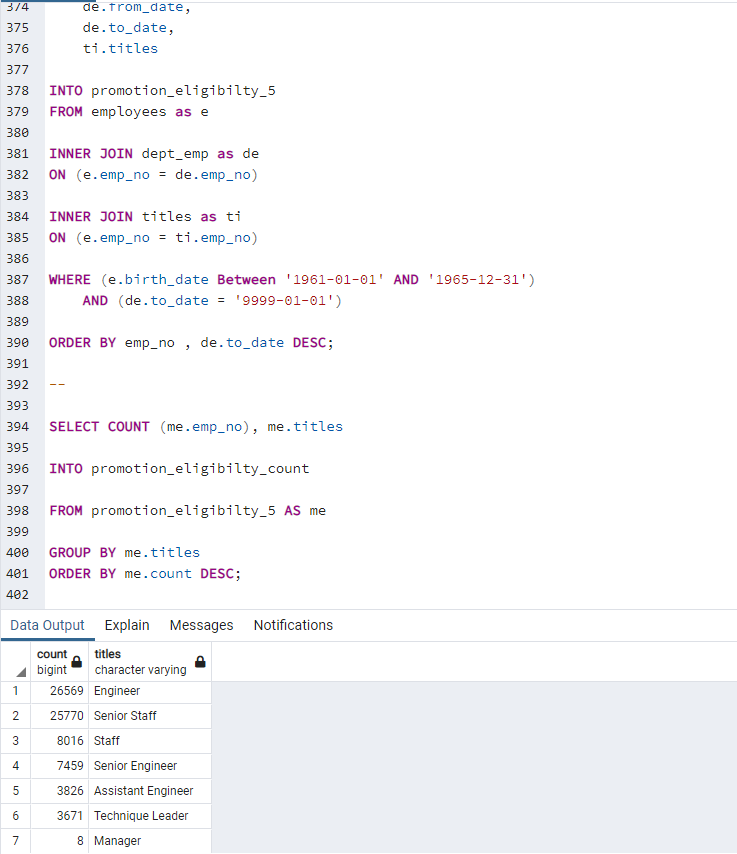 374 de.from_date,
375 de.to_date,
376 ti.titles
377
378 INTO promotion_eligibilty_5
379 FROM employees as e
380
381 INNER JOIN dept_emp as de
382 ON (e.emp_no = de.emp_no)
383
384 INNER JOIN titles as ti
385 ON (e.emp_no = ti.emp_no)
386
387 WHERE (e.birth_date Between '1961-01-01' AND '1965-12-31')
388 AND (de.to_date = '9999-01-01')
389
390 ORDER BY emp_no , de.to_date DESC;
391
392 --
393
394 SELECT COUNT (me.emp_no), me.titles
395
396 INTO promotion_eligibilty_count
397
398 FROM promotion_eligibilty_5 AS me
399
400 GROUP BY me.titles
401 ORDER BY me.count DESC;
402
Data Output Explain Messages Notifications
count titles
bigint character varying
1 26569 Engineer
2 25770 Senior Staff
3 8016 Staff
4 7459 Senior Engineer
5 3826 Assistant Engineer
6 3671 Technique Leader
7 8 Manager